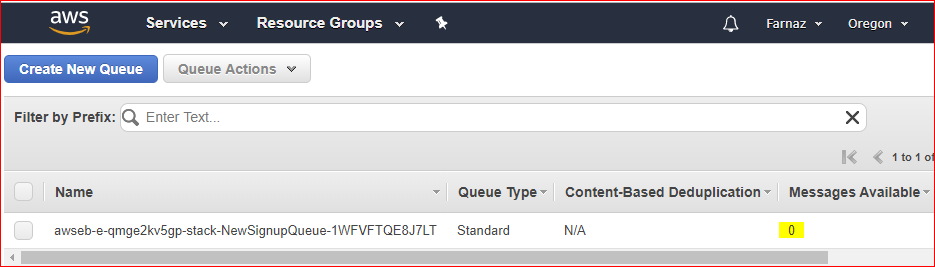 aws Services Resource Groups Farnaz Oregon
Create New Queue Queue Actions
Filter by Prefix: Enter Text...
1 to 1 of
Name Queue Type Content-Based Deduplication Messages Available
awseb-e-qmge2kv5gp-stack-NewSignupQueue-1WFVFTQE8J7LT Standard N/A 0